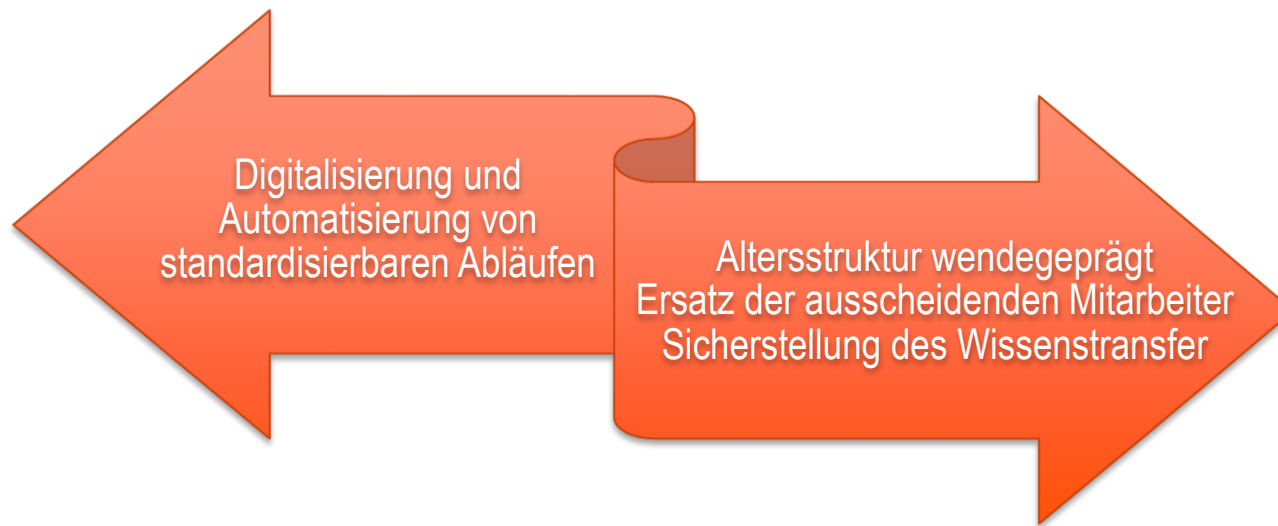 Digitalisierung und
Automatisierung von
standardisierbaren Abläufen
Altersstruktur wendegeprägt
Ersatz der ausscheidenden Mitarbeiter
Sicherstellung des Wissenstransfer